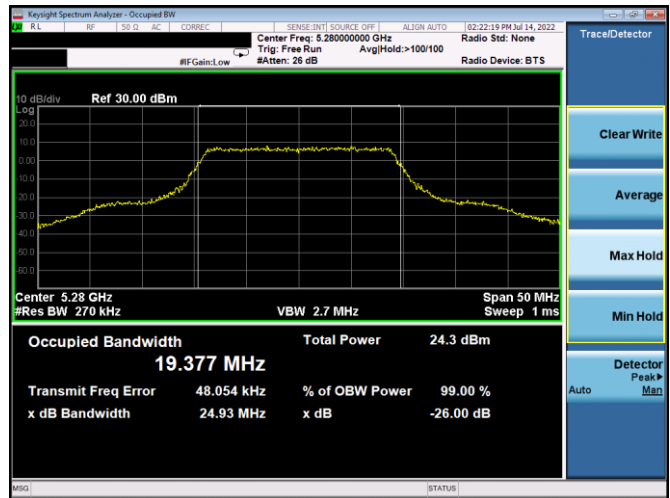 Keysight Spectrum Analyzer - Occupied BW
RL RF 50 Ω AC CORREC SENSE:INT SOURCE OFF ALIGN AUTO 02:22:19 PM Jul 14, 2022
Center Freq: 5.280000000 GHz Radio Std: None
Trig: Free Run Avg|Hold:>100/100
#IFGain:Low #Atten: 26 dB Radio Device: BTS
Trace/Detector
10 dB/div Ref 30.00 dBm
Log
20.0
10.0
0.00
-10.0
-20.0
-30.0
-40.0
-50.0
-60.0
Center 5.28 GHz Span 50 MHz
#Res BW 270 kHz VBW 2.7 MHz Sweep 1 ms
Occupied Bandwidth Total Power 24.3 dBm
19.377 MHz
Transmit Freq Error 48.054 kHz % of OBW Power 99.00 %
x dB Bandwidth 24.93 MHz x dB -26.00 dB
Clear Write
Average
Max Hold
Min Hold
Detector
Peak▶
Auto Man
MSG STATUS